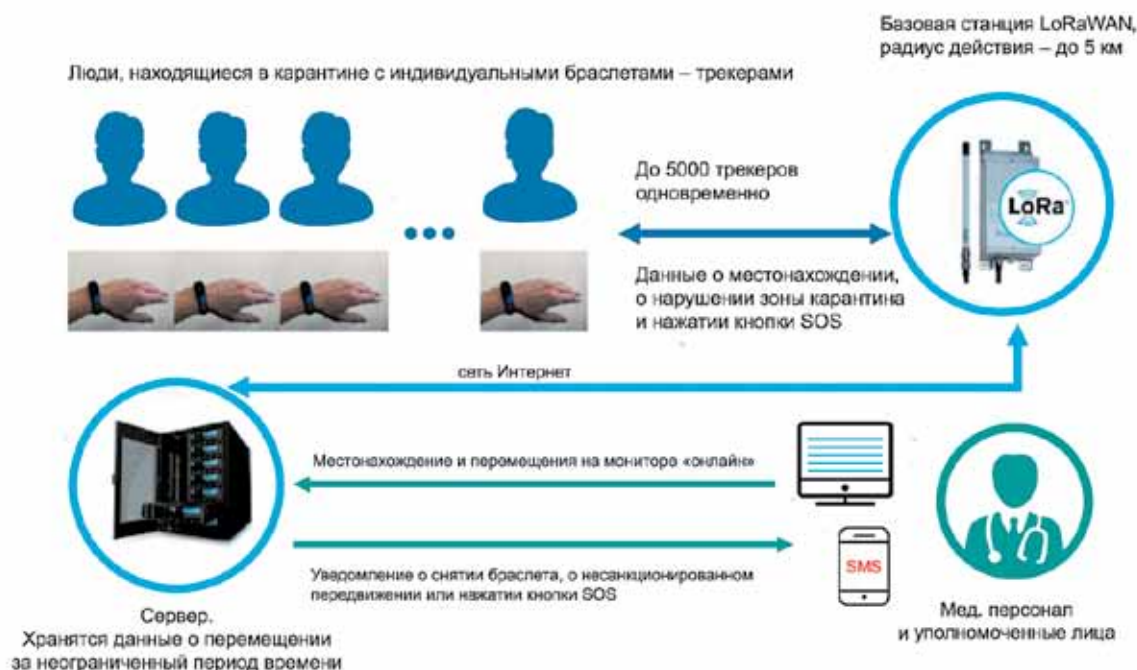 Базовая станция LoRaWAN,
радиус действия – до 5 км
Люди, находящиеся в карантине с индивидуальными браслетами – трекерами
До 5000 трекеров
одновременно
LoRa
Данные о местонахождении,
о нарушении зоны карантина
и нажатии кнопки SOS
сеть Интернет
Местонахождение и перемещения на мониторе «онлайн»
SMS
Уведомление о снятии браслета, о несанкционированном
передвижении или нажатии кнопки SOS
Сервер.
Хранятся данные о перемещении
за неограниченный период времени
Мед. персонал
и уполномоченные лица